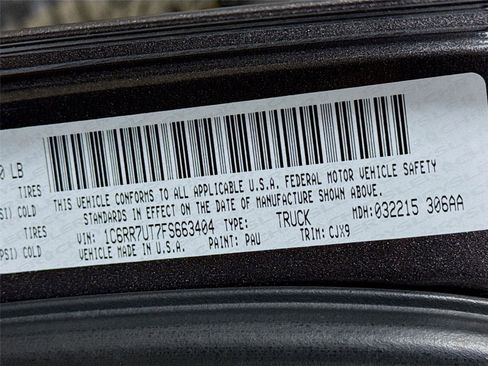 0 LB
TIRES
PSI) COLD
TIRES
PSI) COLD
THIS VEHICLE CONFORMS TO ALL APPLICABLE U.S.A. FEDERAL MOTOR VEHICLE SAFETY
STANDARDS IN EFFECT ON THE DATE OF MANUFACTURE SHOWN ABOVE.
VIN: 1C6RR7UT7FS663404 TYPE: TRUCK MDH: 032215 306AA
VEHICLE MADE IN U.S.A. PAINT: PAU TRIM: CJX9